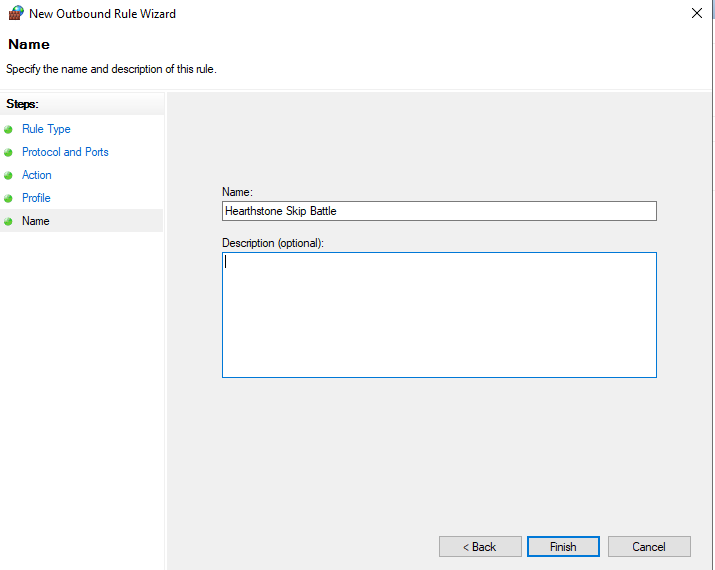 New Outbound Rule Wizard
Name
Specify the name and description of this rule.
Steps:
Rule Type
Protocol and Ports
Action
Profile
Name
Name:
Hearthstone Skip Battle
Description (optional):
< Back
Finish
Cancel